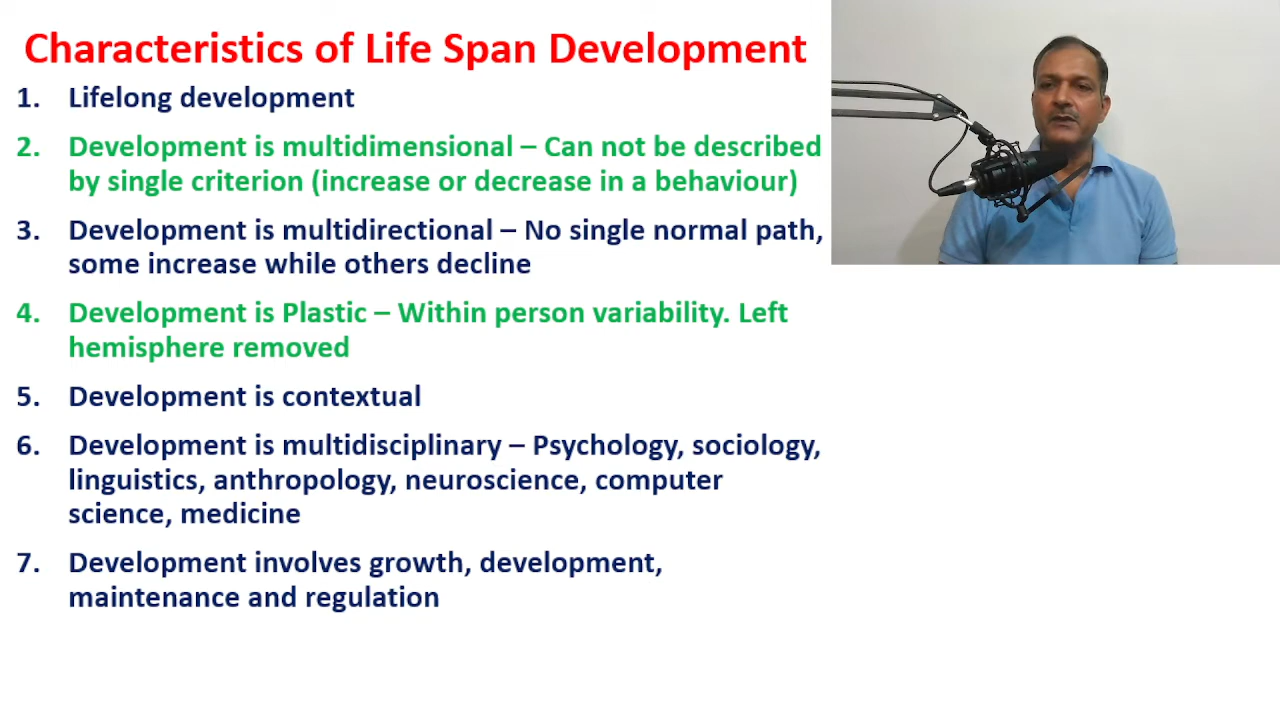 Characteristics of Life Span Development
1. Lifelong development
2. Development is multidimensional – Can not be described
by single criterion (increase or decrease in a behaviour)
3. Development is multidirectional – No single normal path,
some increase while others decline
4. Development is Plastic – Within person variability. Left
hemisphere removed
5. Development is contextual
6. Development is multidisciplinary – Psychology, sociology,
linguistics, anthropology, neuroscience, computer
science, medicine
7. Development involves growth, development,
maintenance and regulation